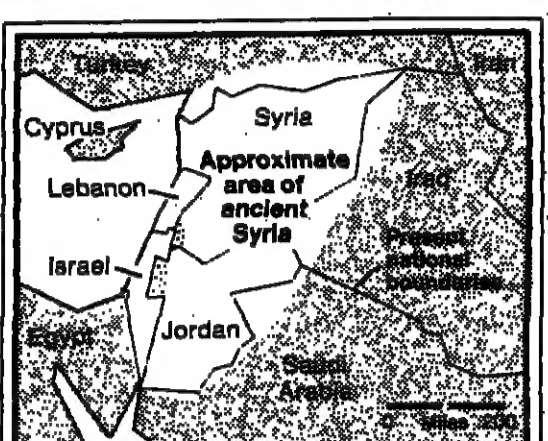 Turkey
Iran
Cyprus
Syria
Approximate
area of
ancient
Syria
Lebanon
Iraq
Israel
Present
national
boundaries
Egypt
Jordan
Saudi
Arabia
0 Miles 200